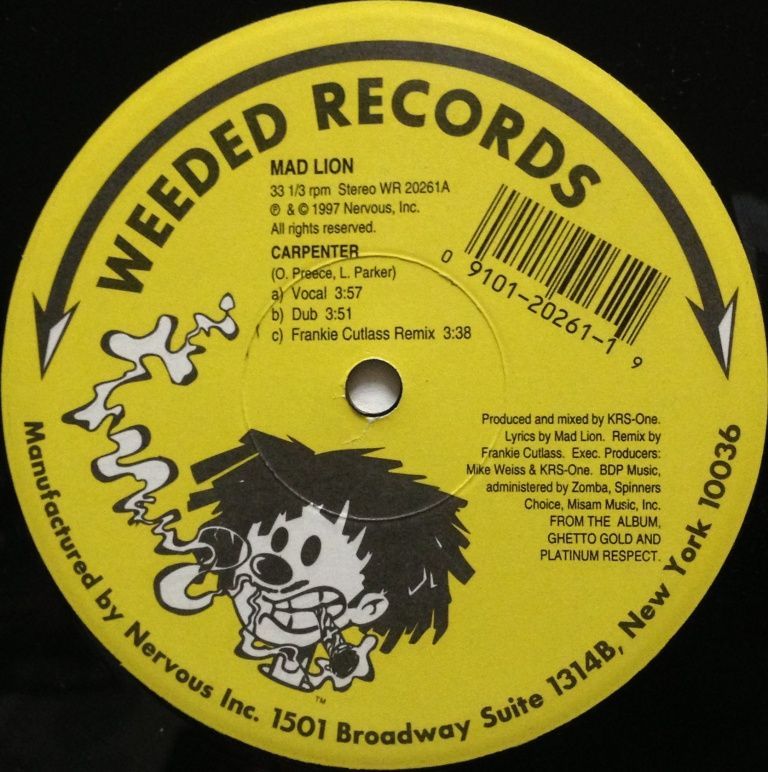 WEEDED RECORDS
MAD LION
33 1/3 rpm Stereo WR 20261A
℗ & © 1997 Nervous, Inc.
All rights reserved.
CARPENTER
(O. Preece, L. Parker)
a) Vocal 3:57
b) Dub 3:51
c) Frankie Cutlass Remix 3:38
0 9101-20261-1 9
Produced and mixed by KRS-One.
Lyrics by Mad Lion. Remix by
Frankie Cutlass. Exec. Producers:
Mike Weiss & KRS-One. BDP Music,
administered by Zomba, Spinners
Choice, Misam Music, Inc.
FROM THE ALBUM,
GHETTO GOLD AND
PLATINUM RESPECT.
TM
Manufactured by Nervous Inc. 1501 Broadway Suite 1314B, New York 10036